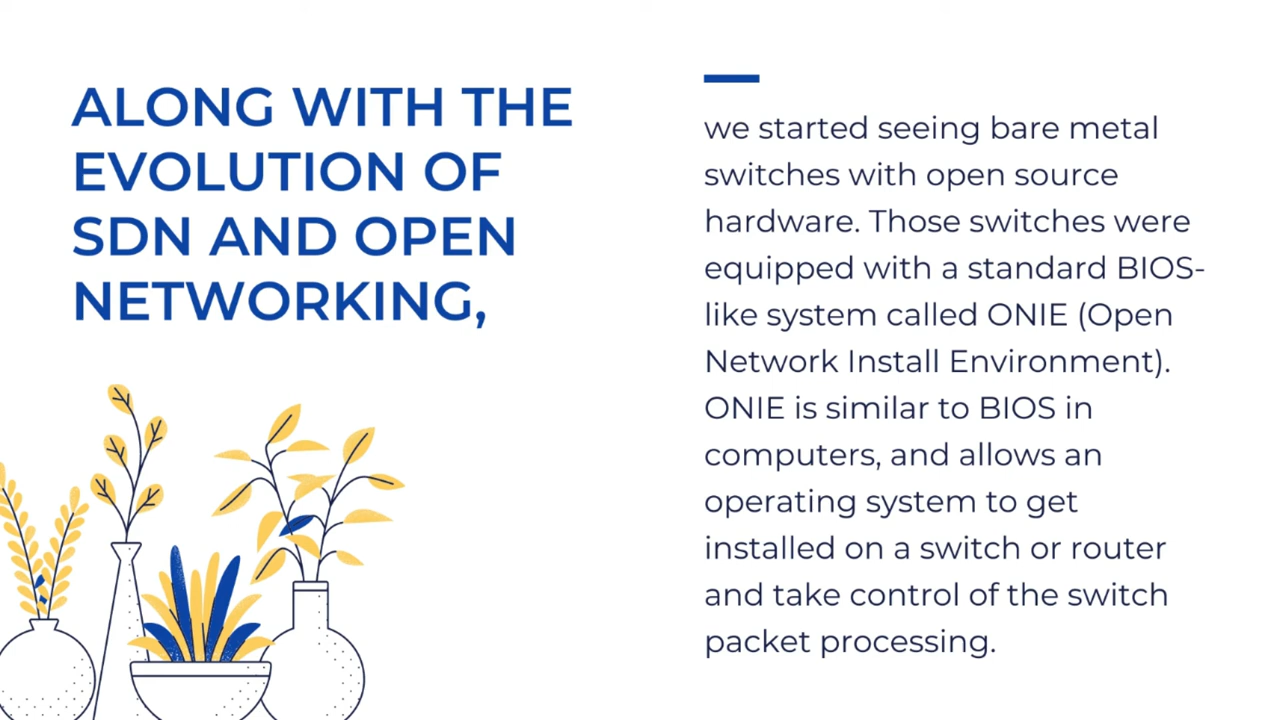 ALONG WITH THE
EVOLUTION OF
SDN AND OPEN
NETWORKING,
we started seeing bare metal
switches with open source
hardware. Those switches were
equipped with a standard BIOS-
like system called ONIE (Open
Network Install Environment).
ONIE is similar to BIOS in
computers, and allows an
operating system to get
installed on a switch or router
and take control of the switch
packet processing.